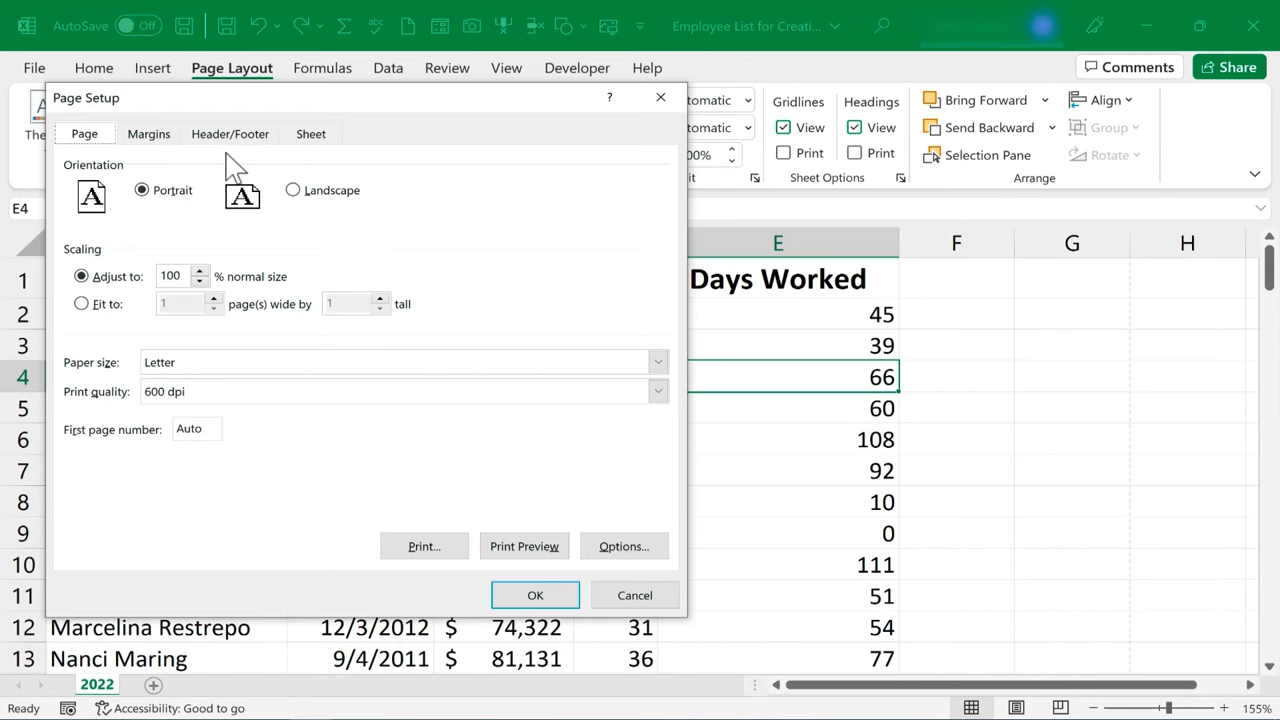 AutoSave Off
abc
Employee List for Creati...
File Home Insert Page Layout Formulas Data Review View Developer Help Comments Share
Page Setup ?
Page Margins Header/Footer Sheet
Orientation
A Portrait A Landscape
Scaling
Adjust to: 100 % normal size
Fit to: 1 page(s) wide by 1 tall
Paper size: Letter
Print quality: 600 dpi
First page number: Auto
Print... Print Preview Options...
OK Cancel
Gridlines Headings Bring Forward Align
View View Send Backward Group
Print Print Selection Pane Rotate
Sheet Options Arrange
E4
E F G H
1 Days Worked
2 45
3 39
4 66
5 60
6 108
7 92
8 10
9 0
10 111
11 51
12 Marcelina Restrepo 12/3/2012 $ 74,322 31 54
13 Nanci Maring 9/4/2011 $ 81,131 36 77
2022
Ready Accessibility: Good to go 155%